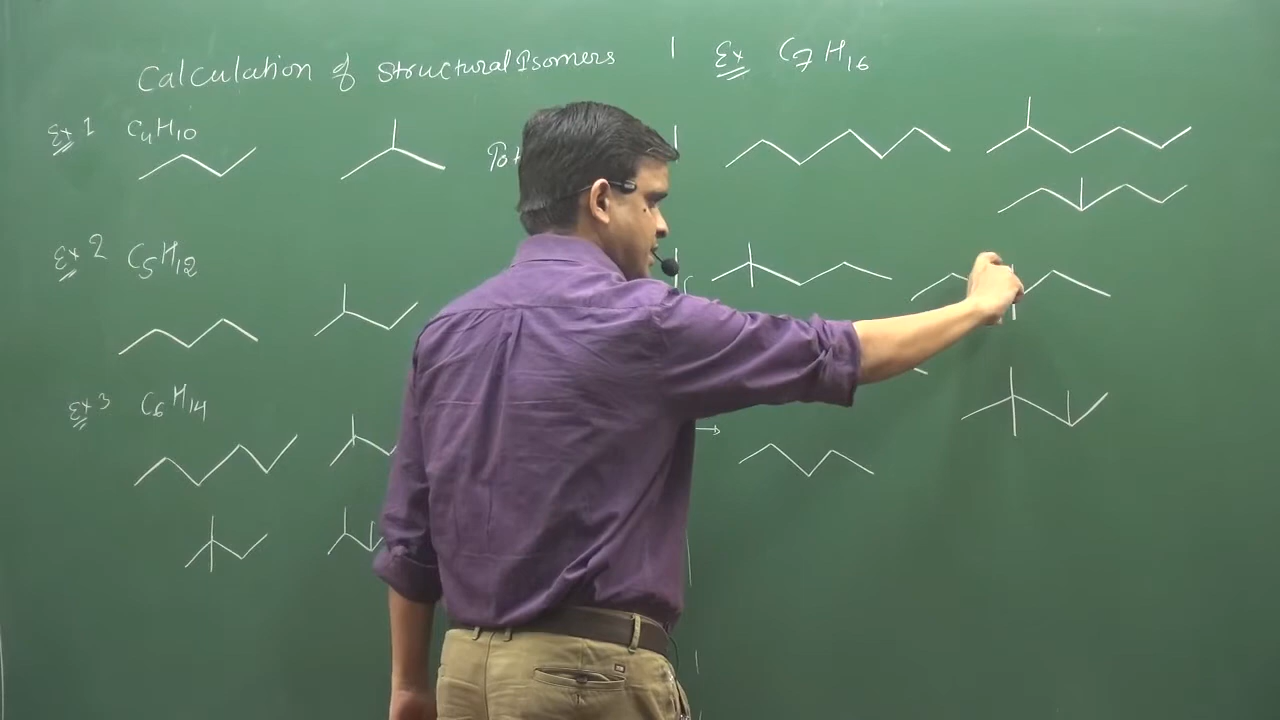 Calculation of Structural Isomers
Ex 1 C4H10
Ex 2 C5H12
Ex 3 C6H14
Ex C7H16